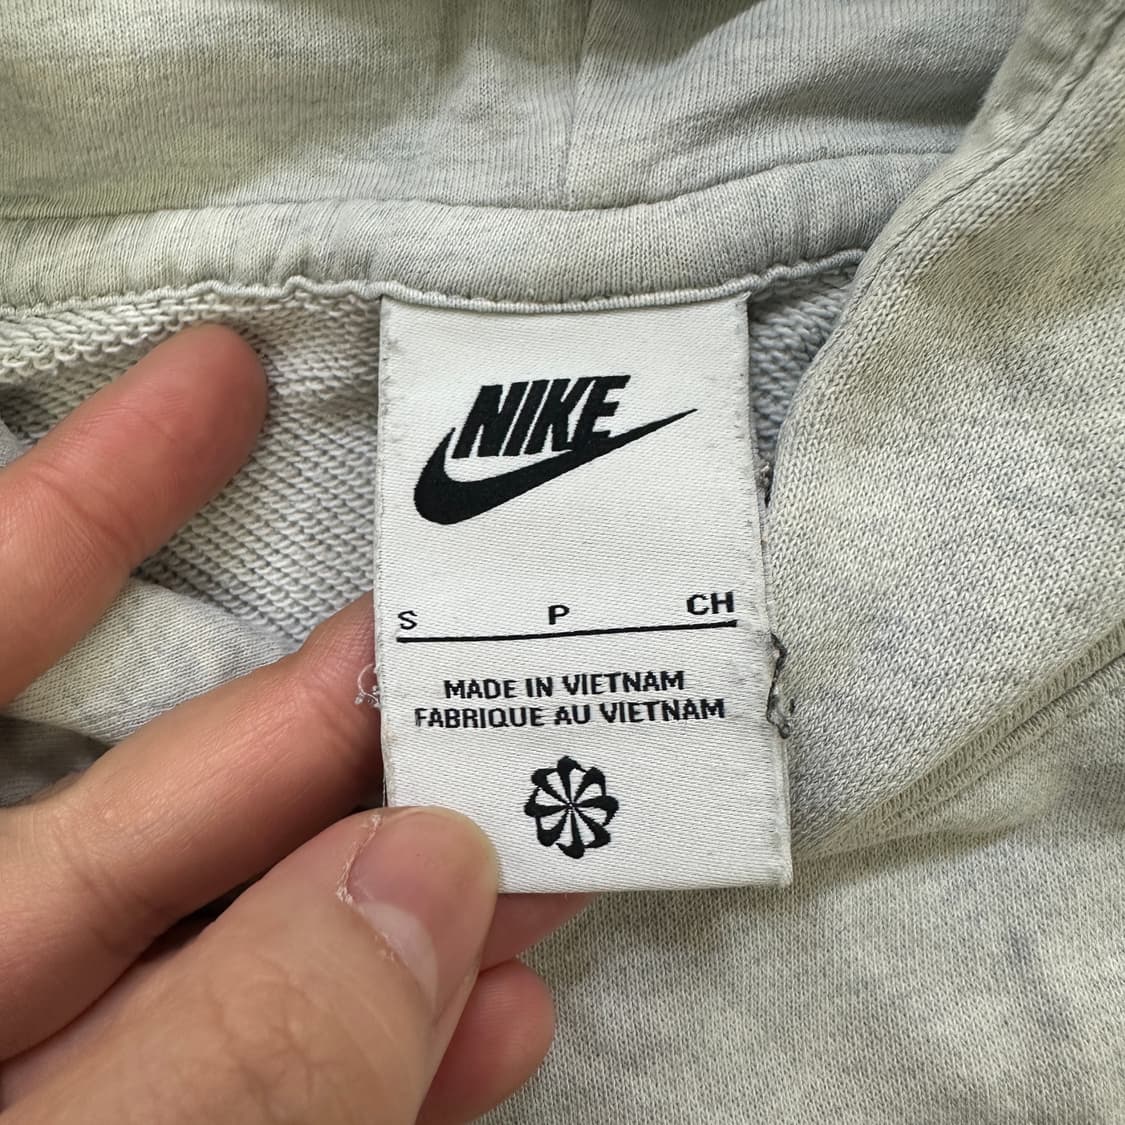 NIKE
S P CH
MADE IN VIETNAM
FABRIQUE AU VIETNAM